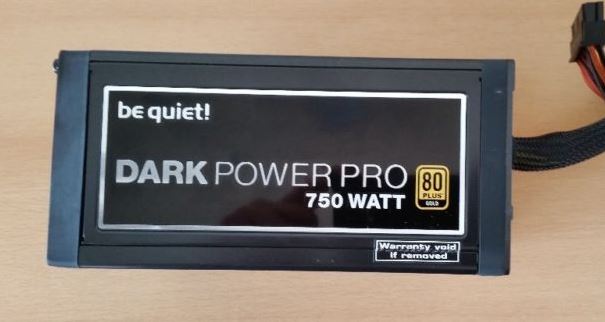 be quiet!
DARK POWER PRO
750 WATT
80
PLUS
GOLD
Warranty void
if removed